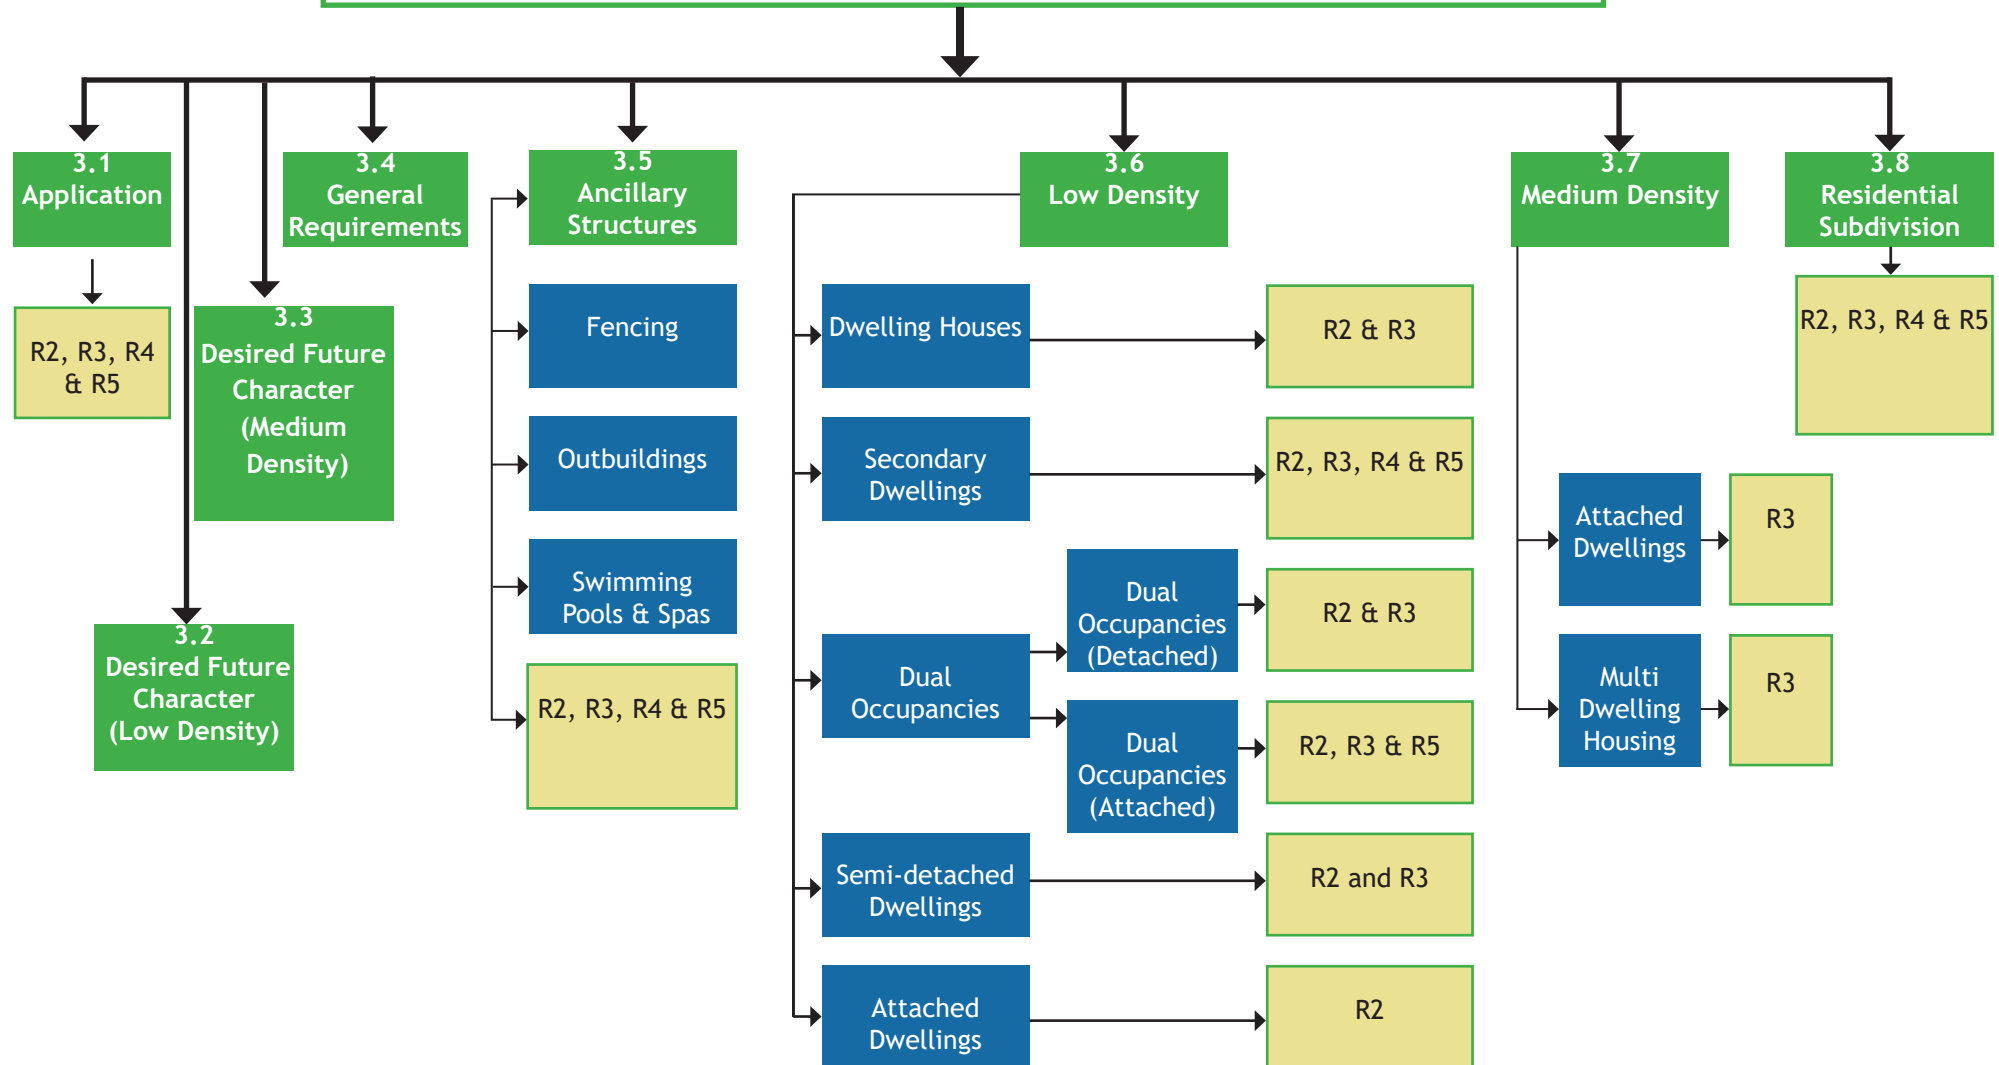 3.1
Application
R2, R3, R4
& R5
3.2
Desired Future
Character
(Low Density)
3.3
Desired Future
Character
(Medium
Density)
3.4
General
Requirements
3.5
Ancillary
Structures
Fencing
Outbuildings
Swimming
Pools & Spas
R2, R3, R4 & R5
3.6
Low Density
Dwelling Houses
R2 & R3
Secondary
Dwellings
R2, R3, R4 & R5
Dual
Occupancies
Dual
Occupancies
(Detached)
R2 & R3
Dual
Occupancies
(Attached)
R2, R3 & R5
Semi-detached
Dwellings
R2 and R3
Attached
Dwellings
R2
3.7
Medium Density
Attached
Dwellings
R3
Multi
Dwelling
Housing
R3
3.8
Residential
Subdivision
R2, R3, R4 & R5